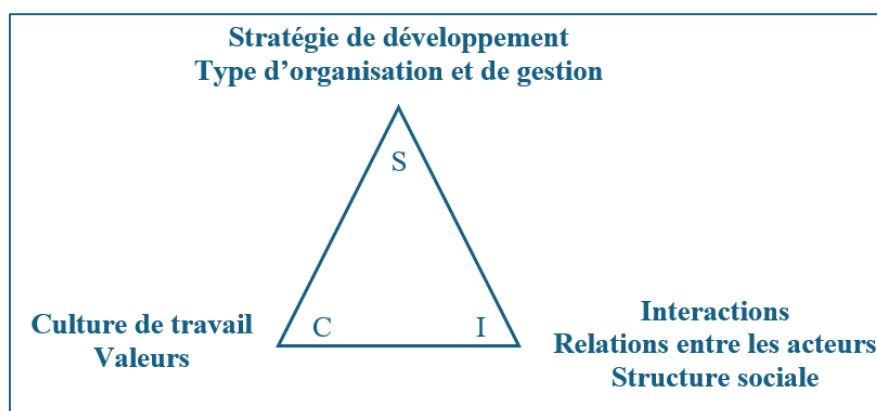 Stratégie de développement
Type d’organisation et de gestion
S
Culture de travail
Valeurs
C
I
Interactions
Relations entre les acteurs
Structure sociale